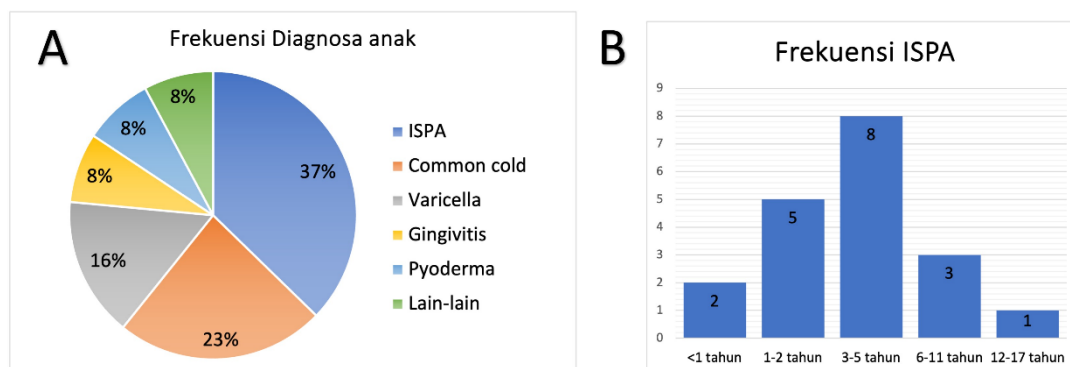 A
Frekuensi Diagnosa anak
8%
8%
8%
16%
23%
37%
ISPA
Common cold
Varicella
Gingivitis
Pyoderma
Lain-lain
B
Frekuensi ISPA
9
8
7
6
5
4
3
2
1
0
2
5
8
3
1
<1 tahun 1-2 tahun 3-5 tahun 6-11 tahun 12-17 tahun